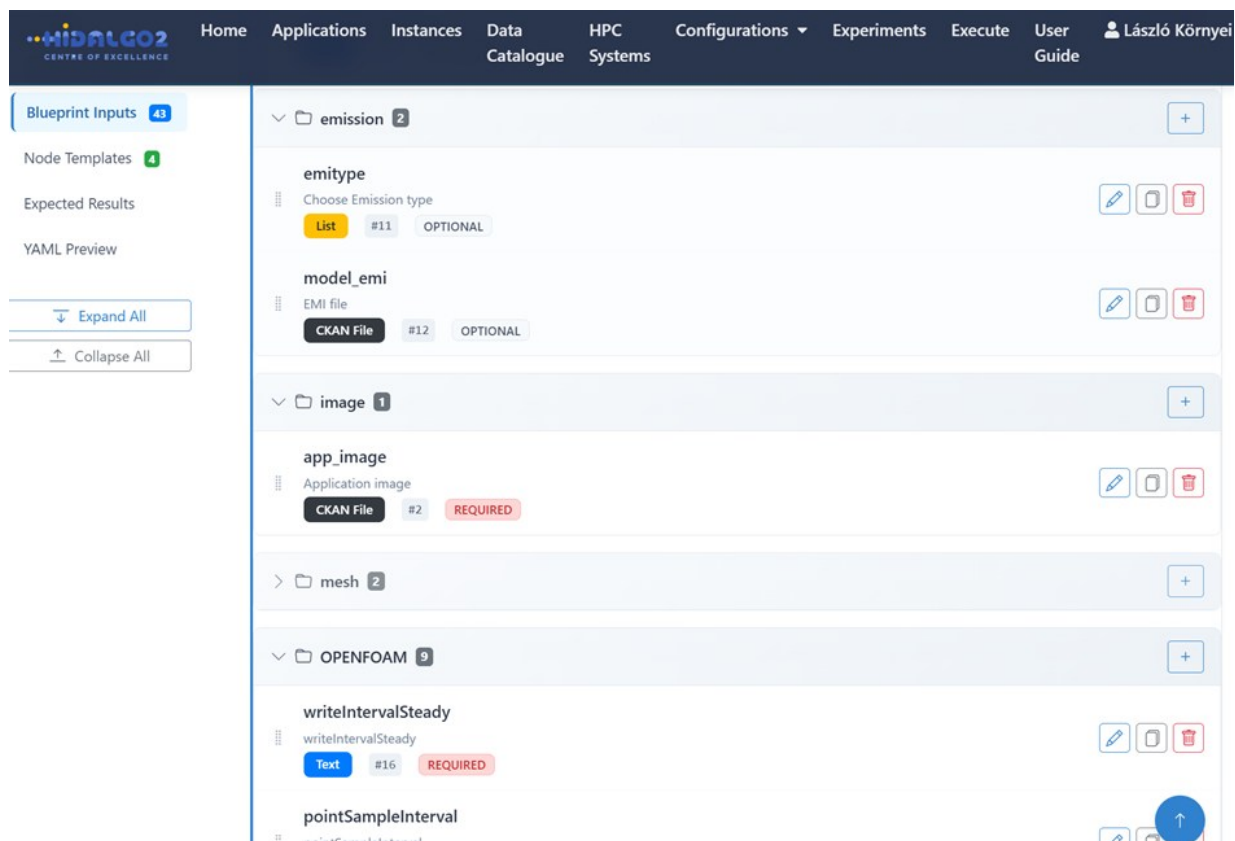 HiDALGO2
CENTRE OF EXCELLENCE
Home
Applications
Instances
Data
Catalogue
HPC
Systems
Configurations
Experiments
Execute
User
Guide
László Környei
Blueprint Inputs 43
Node Templates 4
Expected Results
YAML Preview
Expand All
Collapse All
emission 2
+
emitype
Choose Emission type
List #11 OPTIONAL
model_emi
EMI file
CKAN File #12 OPTIONAL
image 1
+
app_image
Application image
CKAN File #2 REQUIRED
mesh 2
+
OPENFOAM 9
+
writeIntervalSteady
writeIntervalSteady
Text #16 REQUIRED
pointSampleInterval